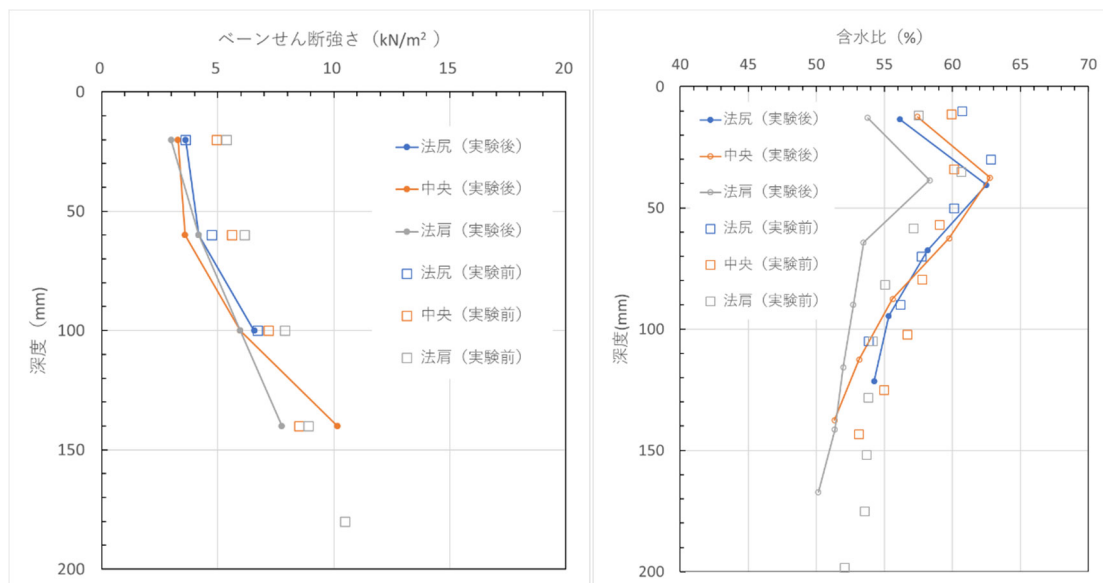 ベーンせん断強さ（kN/m²）
0 5 10 15 20
0
50
100
150
200
深度（mm）
法尻（実験後）
中央（実験後）
法肩（実験後）
法尻（実験前）
中央（実験前）
法肩（実験前）
含水比（%）
40 45 50 55 60 65 70
0
50
100
150
200
深度(mm)
法尻（実験後）
中央（実験後）
法肩（実験後）
法尻（実験前）
中央（実験前）
法肩（実験前）